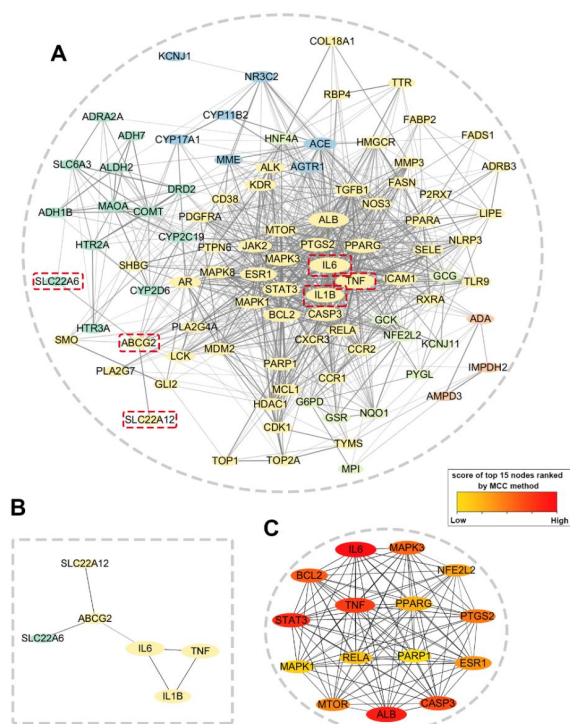 A
COL18A1
KCNJ1
NR3C2
TTR
RBP4
ADRA2A
CYP11B2
FABP2
ADH7
HNF4A
FADS1
CYP17A1
ACE
HMGCR
SLC6A3
ALDH2
MME
ALK
AGTR1
MMP3
ADRB3
DRD2
KDR
TGFB1
FASN
P2RX7
MAOA
CD38
NOS3
ADH1B
COMT
PDGFRA
ALB
PPARA
LIPE
MTOR
HTR2A
CYP2C19
PTPN6
JAK2
PTGS2
PPARG
SELE
NLRP3
MAPK3
IL6
SHBG
MAPK8
ESR1
TNF
ICAM1
GCG
SLC22A6
AR
STAT3
TLR9
CYP2D6
IL1B
RXRA
MAPK1
BCL2
CASP3
GCK
ADA
HTR3A
PLA2G4A
RELA
NFE2L2
SMO
ABCG2
MDM2
CXCR3
KCNJ11
LCK
CCR2
PLA2G7
PARP1
IMPDH2
GLI2
CCR1
PYGL
MCL1
SLC22A12
HDAC1
G6PD
NQO1
AMPD3
GSR
CDK1
TYMS
TOP1
TOP2A
MPI
score of top 15 nodes ranked
by MCC method
Low High
B
SLC22A12
ABCG2
SLC22A6
IL6
TNF
IL1B
C
IL6
MAPK3
BCL2
NFE2L2
TNF
PPARG
STAT3
PTGS2
RELA
PARP1
MAPK1
ESR1
MTOR
CASP3
ALB